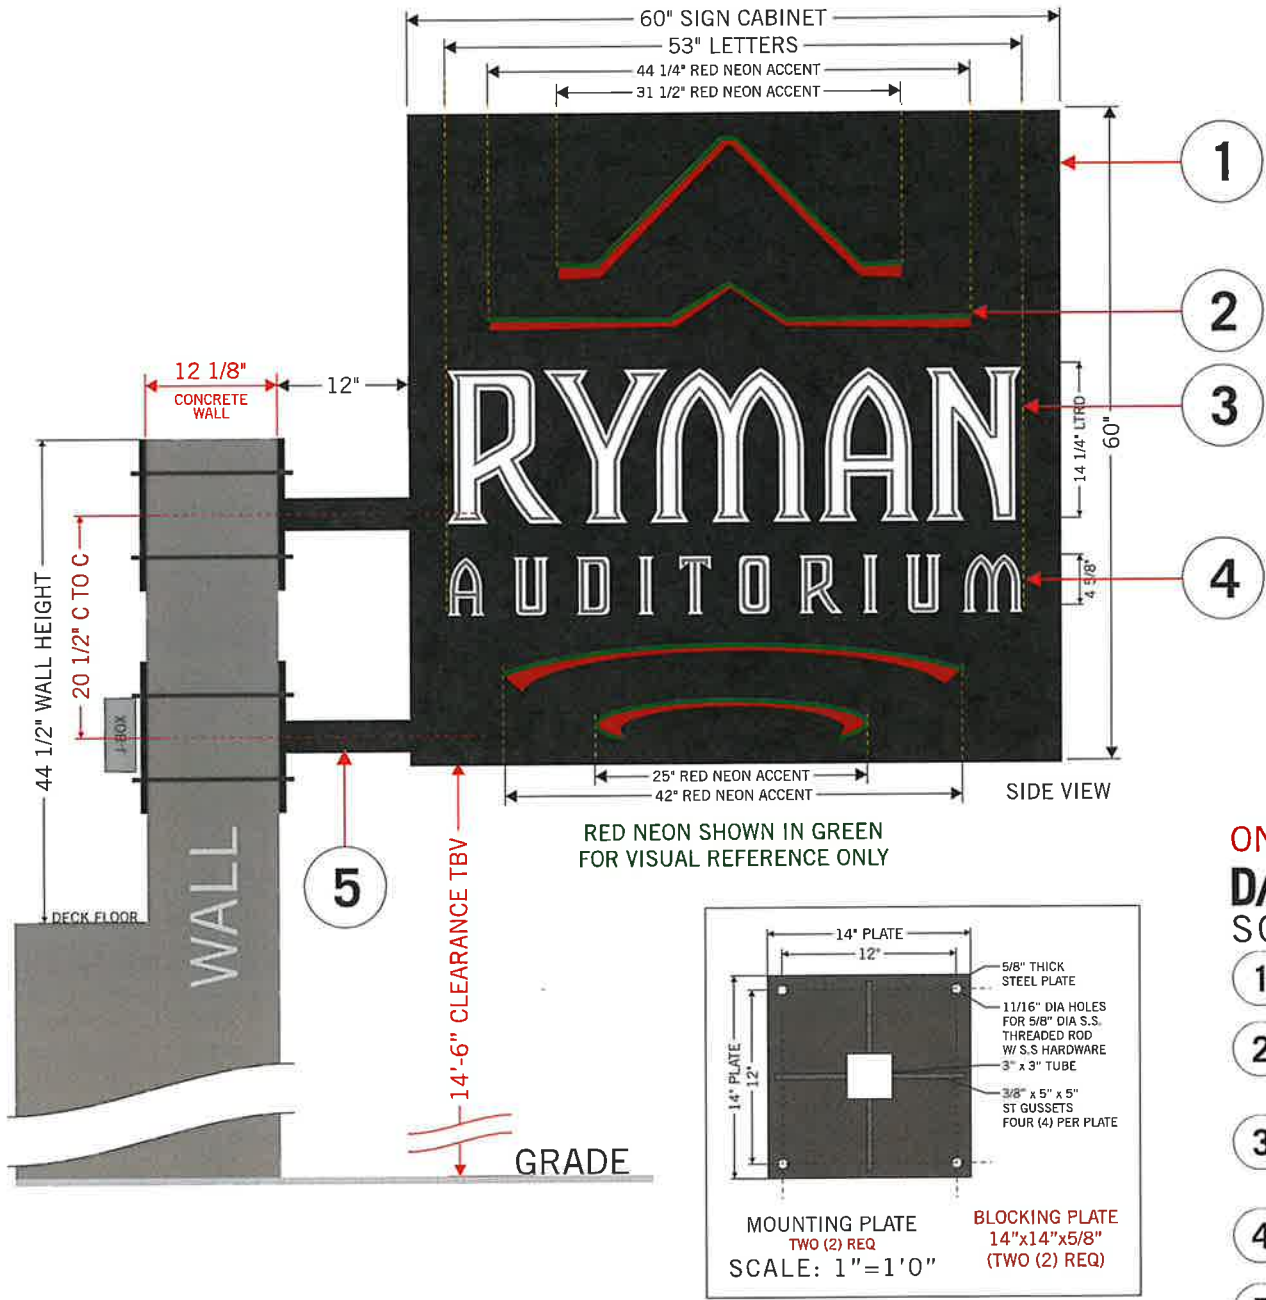 60" SIGN CABINET
53" LETTERS
44 1/4" RED NEON ACCENT
31 1/2" RED NEON ACCENT
1
2
3
4
12 1/8"
CONCRETE
WALL
12"
RYMAN
AUDITORIUM
14 1/4" LTRD
60"
4 5/8"
44 1/2" WALL HEIGHT
20 1/2" C TO C
J-BOX
25" RED NEON ACCENT
42" RED NEON ACCENT
SIDE VIEW
RED NEON SHOWN IN GREEN
FOR VISUAL REFERENCE ONLY
5
DECK FLOOR
WALL
14'-6" CLEARANCE TBV
GRADE
14" PLATE
12"
14" PLATE
12"
5/8" THICK
STEEL PLATE
11/16" DIA HOLES
FOR 5/8" DIA S.S.
THREADED ROD
W/ S.S HARDWARE
3" x 3" TUBE
3/8" x 5" x 5"
ST GUSSETS
FOUR (4) PER PLATE
MOUNTING PLATE
TWO (2) REQ
SCALE: 1"=1'0"
BLOCKING PLATE
14"x14"x5/8"
(TWO (2) REQ)
1
2
3
4